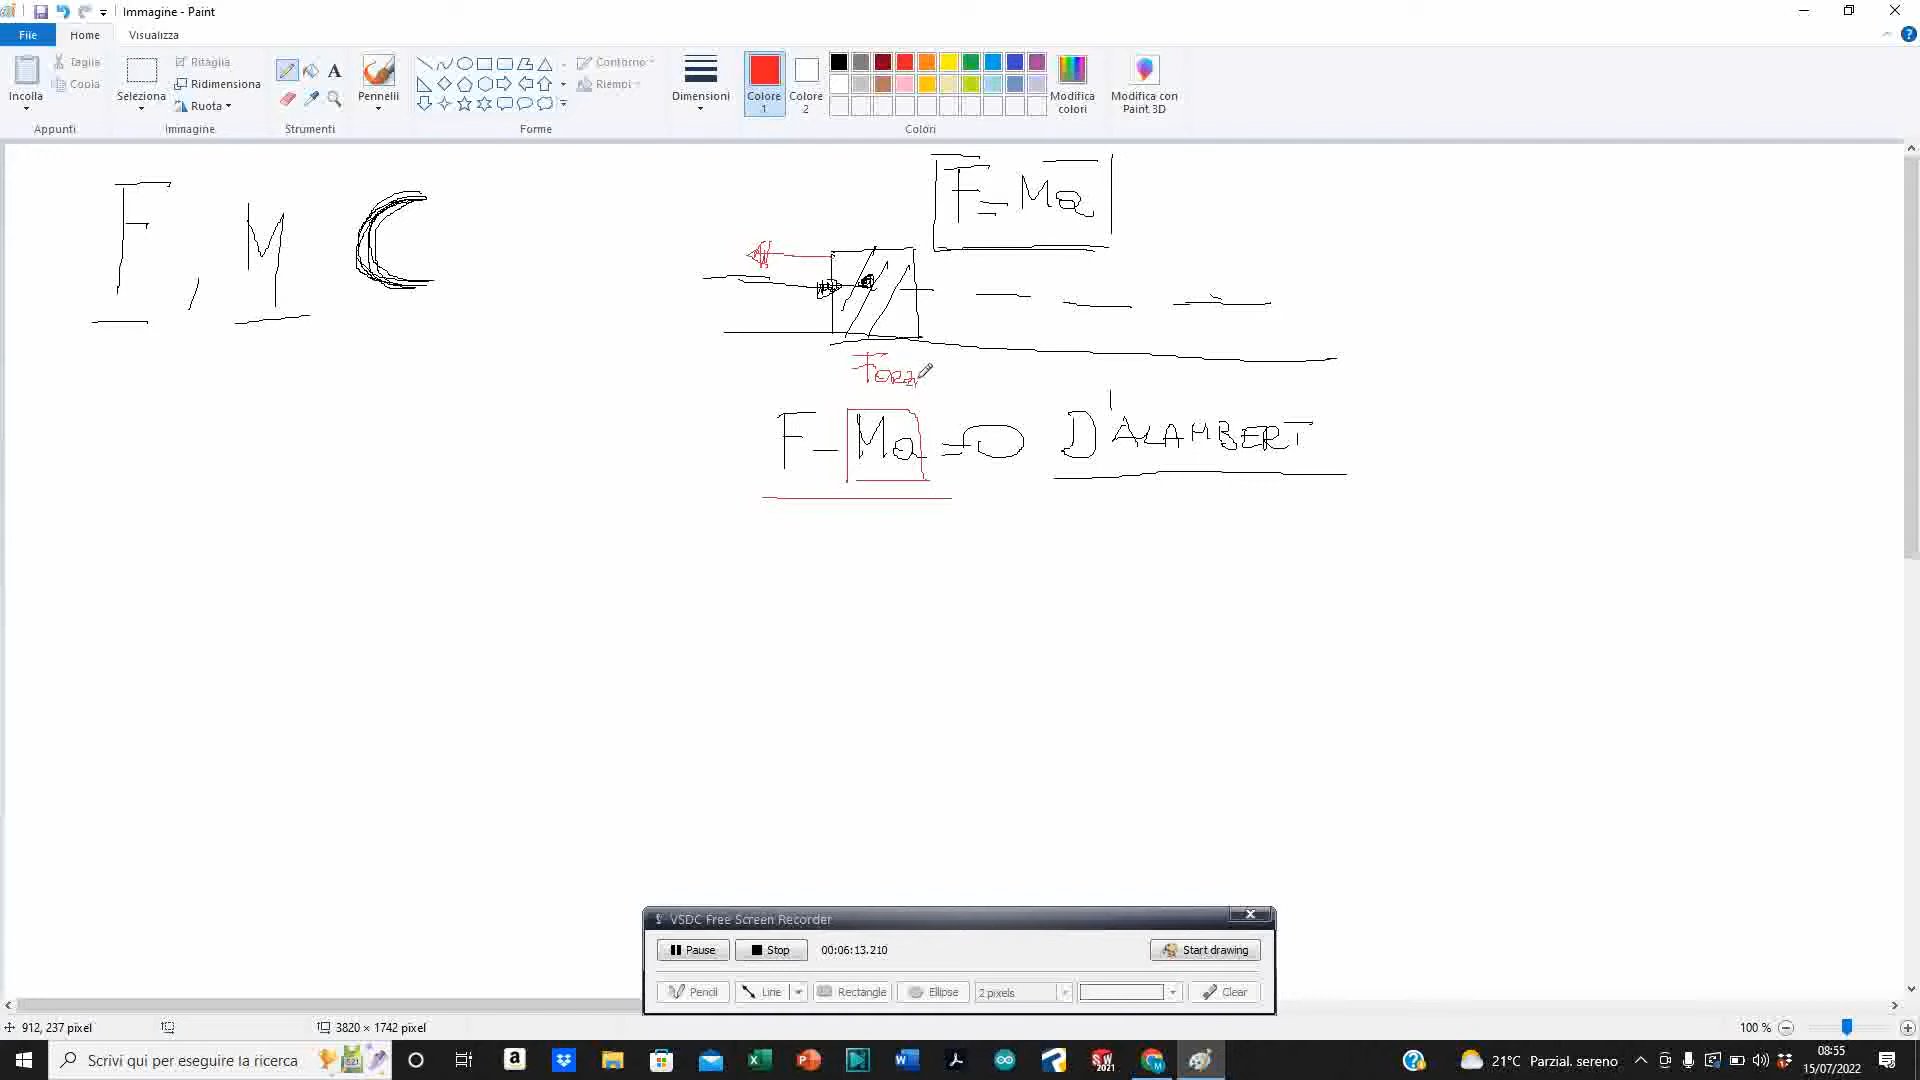 Immagine - Paint
File Home Visualizza
Incolla
Taglia
Copia
Appunti
Seleziona
Ritaglia
Ridimensiona
Ruota
Immagine
A
Strumenti
Pennelli
Contorno
Riempi
Forme
Dimensioni
Colore 1
Colore 2
Modifica colori
Modifica con Paint 3D
Colori
F, M C
F = Ma
Forz
F - Ma = 0 D'ALAMBERT
VSDC Free Screen Recorder
Pause Stop 00:06:13.210 Start drawing
Pencil Line Rectangle Ellipse 2 pixels Clear
912, 237 pixel 3820 × 1742 pixel 100 %
Scrivi qui per eseguire la ricerca
21°C Parzial. sereno
08:55
15/07/2022